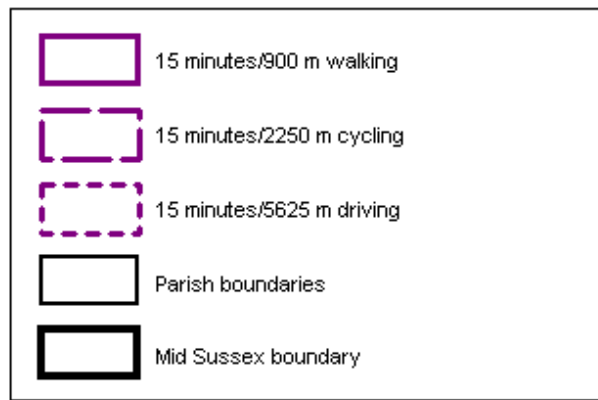 15 minutes/900 m walking
15 minutes/2250 m cycling
15 minutes/5625 m driving
Parish boundaries
Mid Sussex boundary